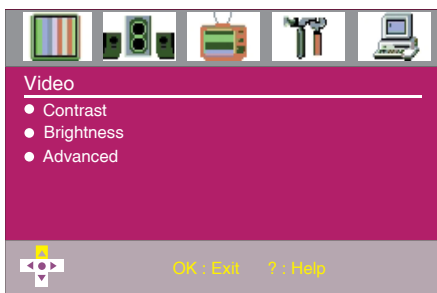 Video
Contrast
Brightness
Advanced
OK : Exit ? : Help